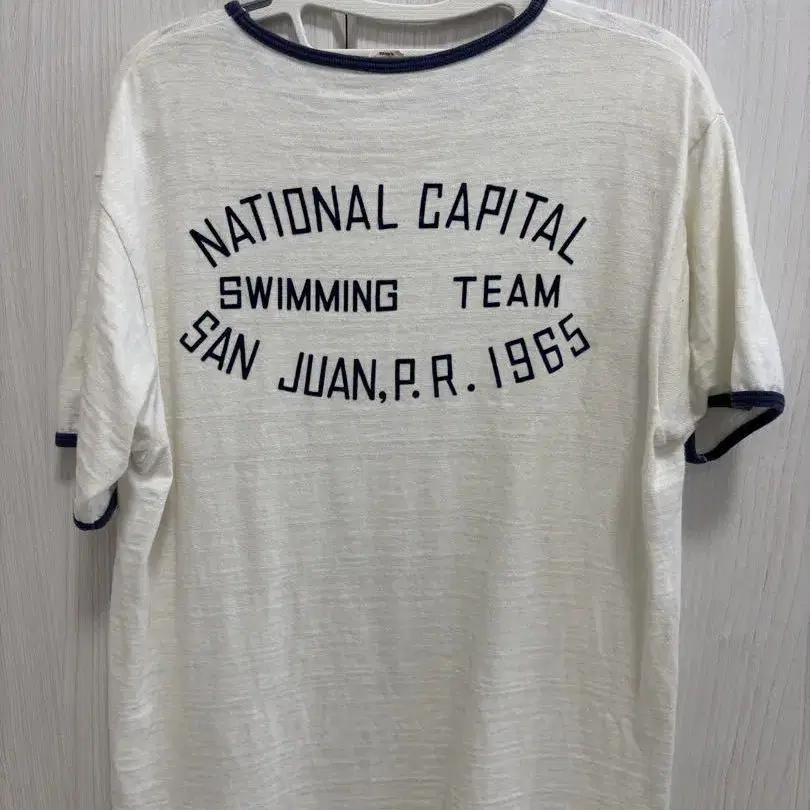 NATIONAL CAPITAL
SWIMMING TEAM
SAN JUAN, P.R. 1965